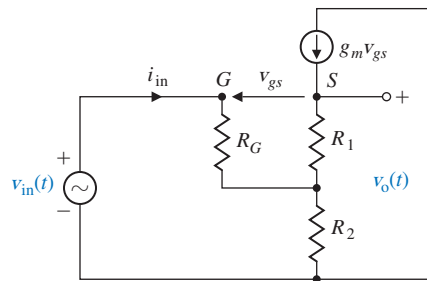 g_m v_gs
i_in G v_gs S +
R_G R_1
+
v_in(t) v_o(t)
−
R_2